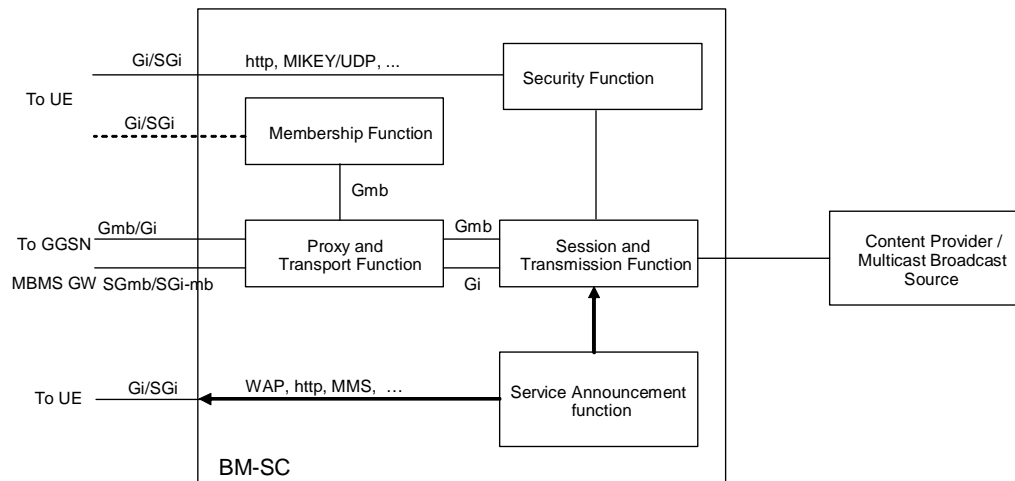 Gi/SGi
http, MIKEY/UDP, ...
Security Function
To UE
Gi/SGi
Membership Function
Gmb
Gmb/Gi
Gmb
To GGSN
Proxy and
Transport Function
Session and
Transmission Function
Content Provider /
Multicast Broadcast
Source
MBMS GW
SGmb/SGi-mb
Gi
To UE
Gi/SGi
WAP, http, MMS, ...
Service Announcement
function
BM-SC